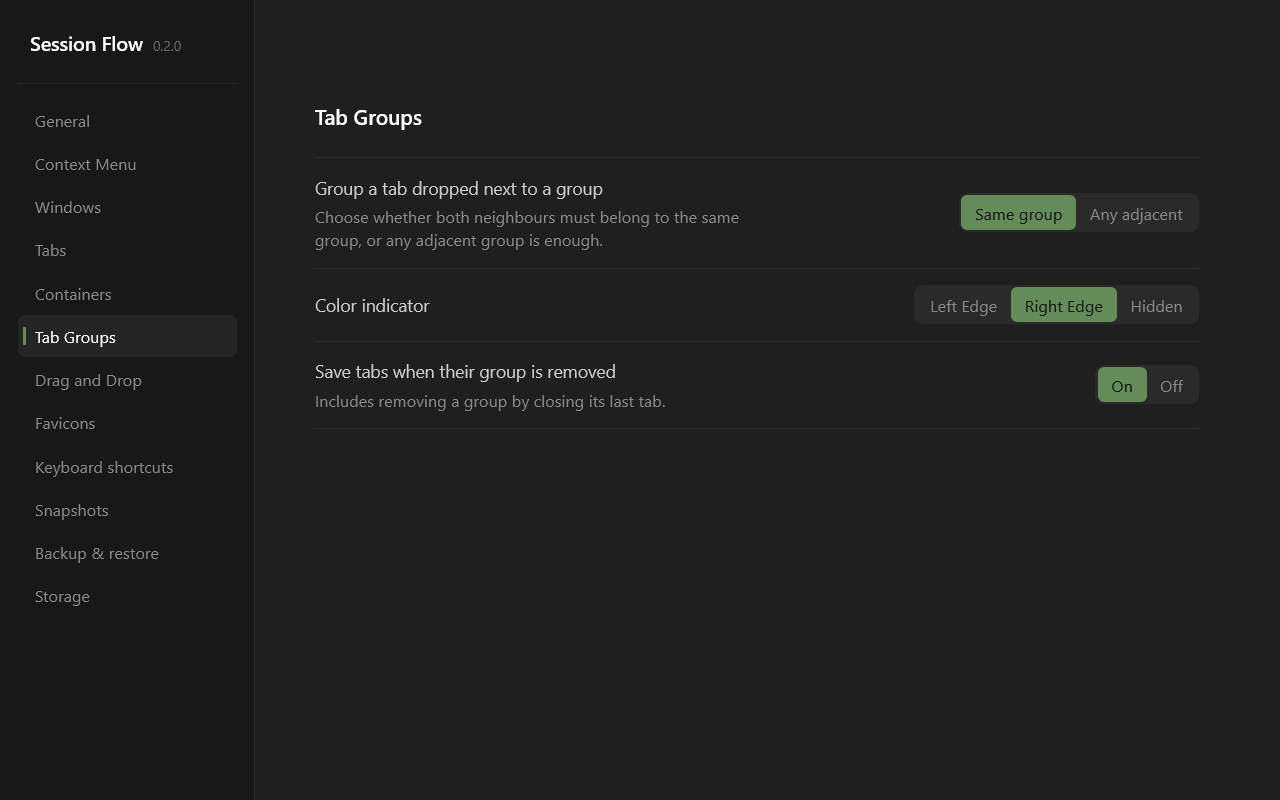 Session Flow 0.2.0
General
Context Menu
Windows
Tabs
Containers
Tab Groups
Drag and Drop
Favicons
Keyboard shortcuts
Snapshots
Backup & restore
Storage
Tab Groups
Group a tab dropped next to a group
Choose whether both neighbours must belong to the same
group, or any adjacent group is enough.
Same group Any adjacent
Color indicator
Left Edge Right Edge Hidden
Save tabs when their group is removed
Includes removing a group by closing its last tab.
On Off